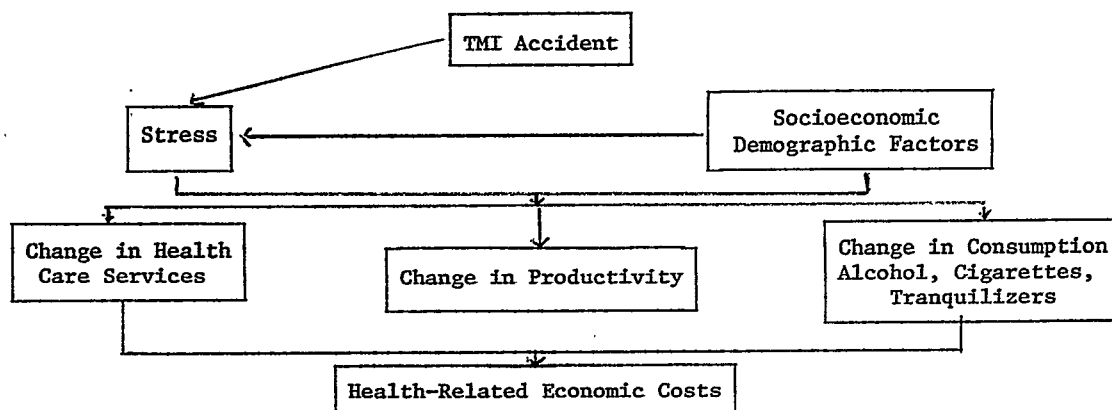 TMI Accident
Stress
Socioeconomic
Demographic Factors
Change in Health
Care Services
Change in Productivity
Change in Consumption
Alcohol, Cigarettes,
Tranquilizers
Health-Related Economic Costs